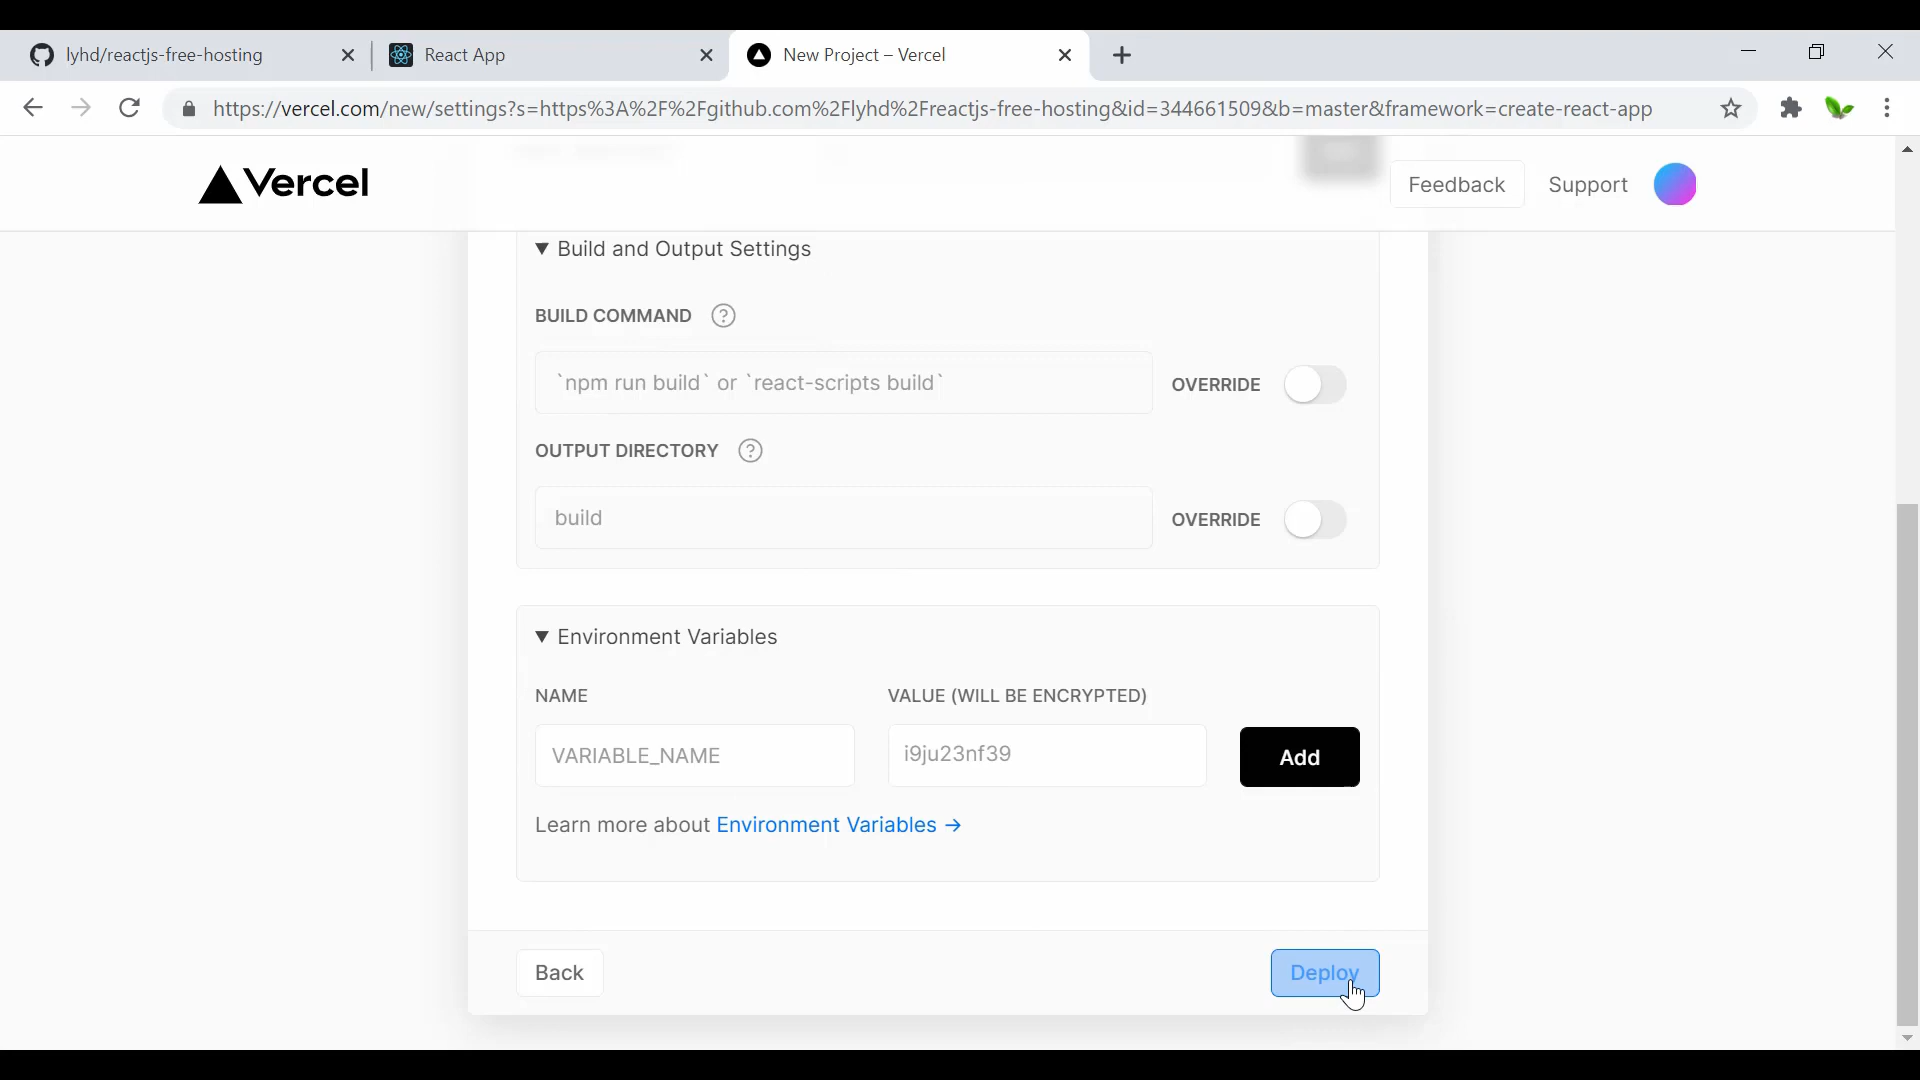 lyhd/reactjs-free-hosting
React App
New Project – Vercel
https://vercel.com/new/settings?s=https%3A%2F%2Fgithub.com%2Flyhd%2Freactjs-free-hosting&id=344661509&b=master&framework=create-react-app
Vercel
Feedback
Support
Build and Output Settings
BUILD COMMAND ?
`npm run build` or `react-scripts build`
OVERRIDE
OUTPUT DIRECTORY ?
build
OVERRIDE
Environment Variables
NAME
VALUE (WILL BE ENCRYPTED)
VARIABLE_NAME
i9ju23nf39
Add
Learn more about Environment Variables →
Back
Deploy